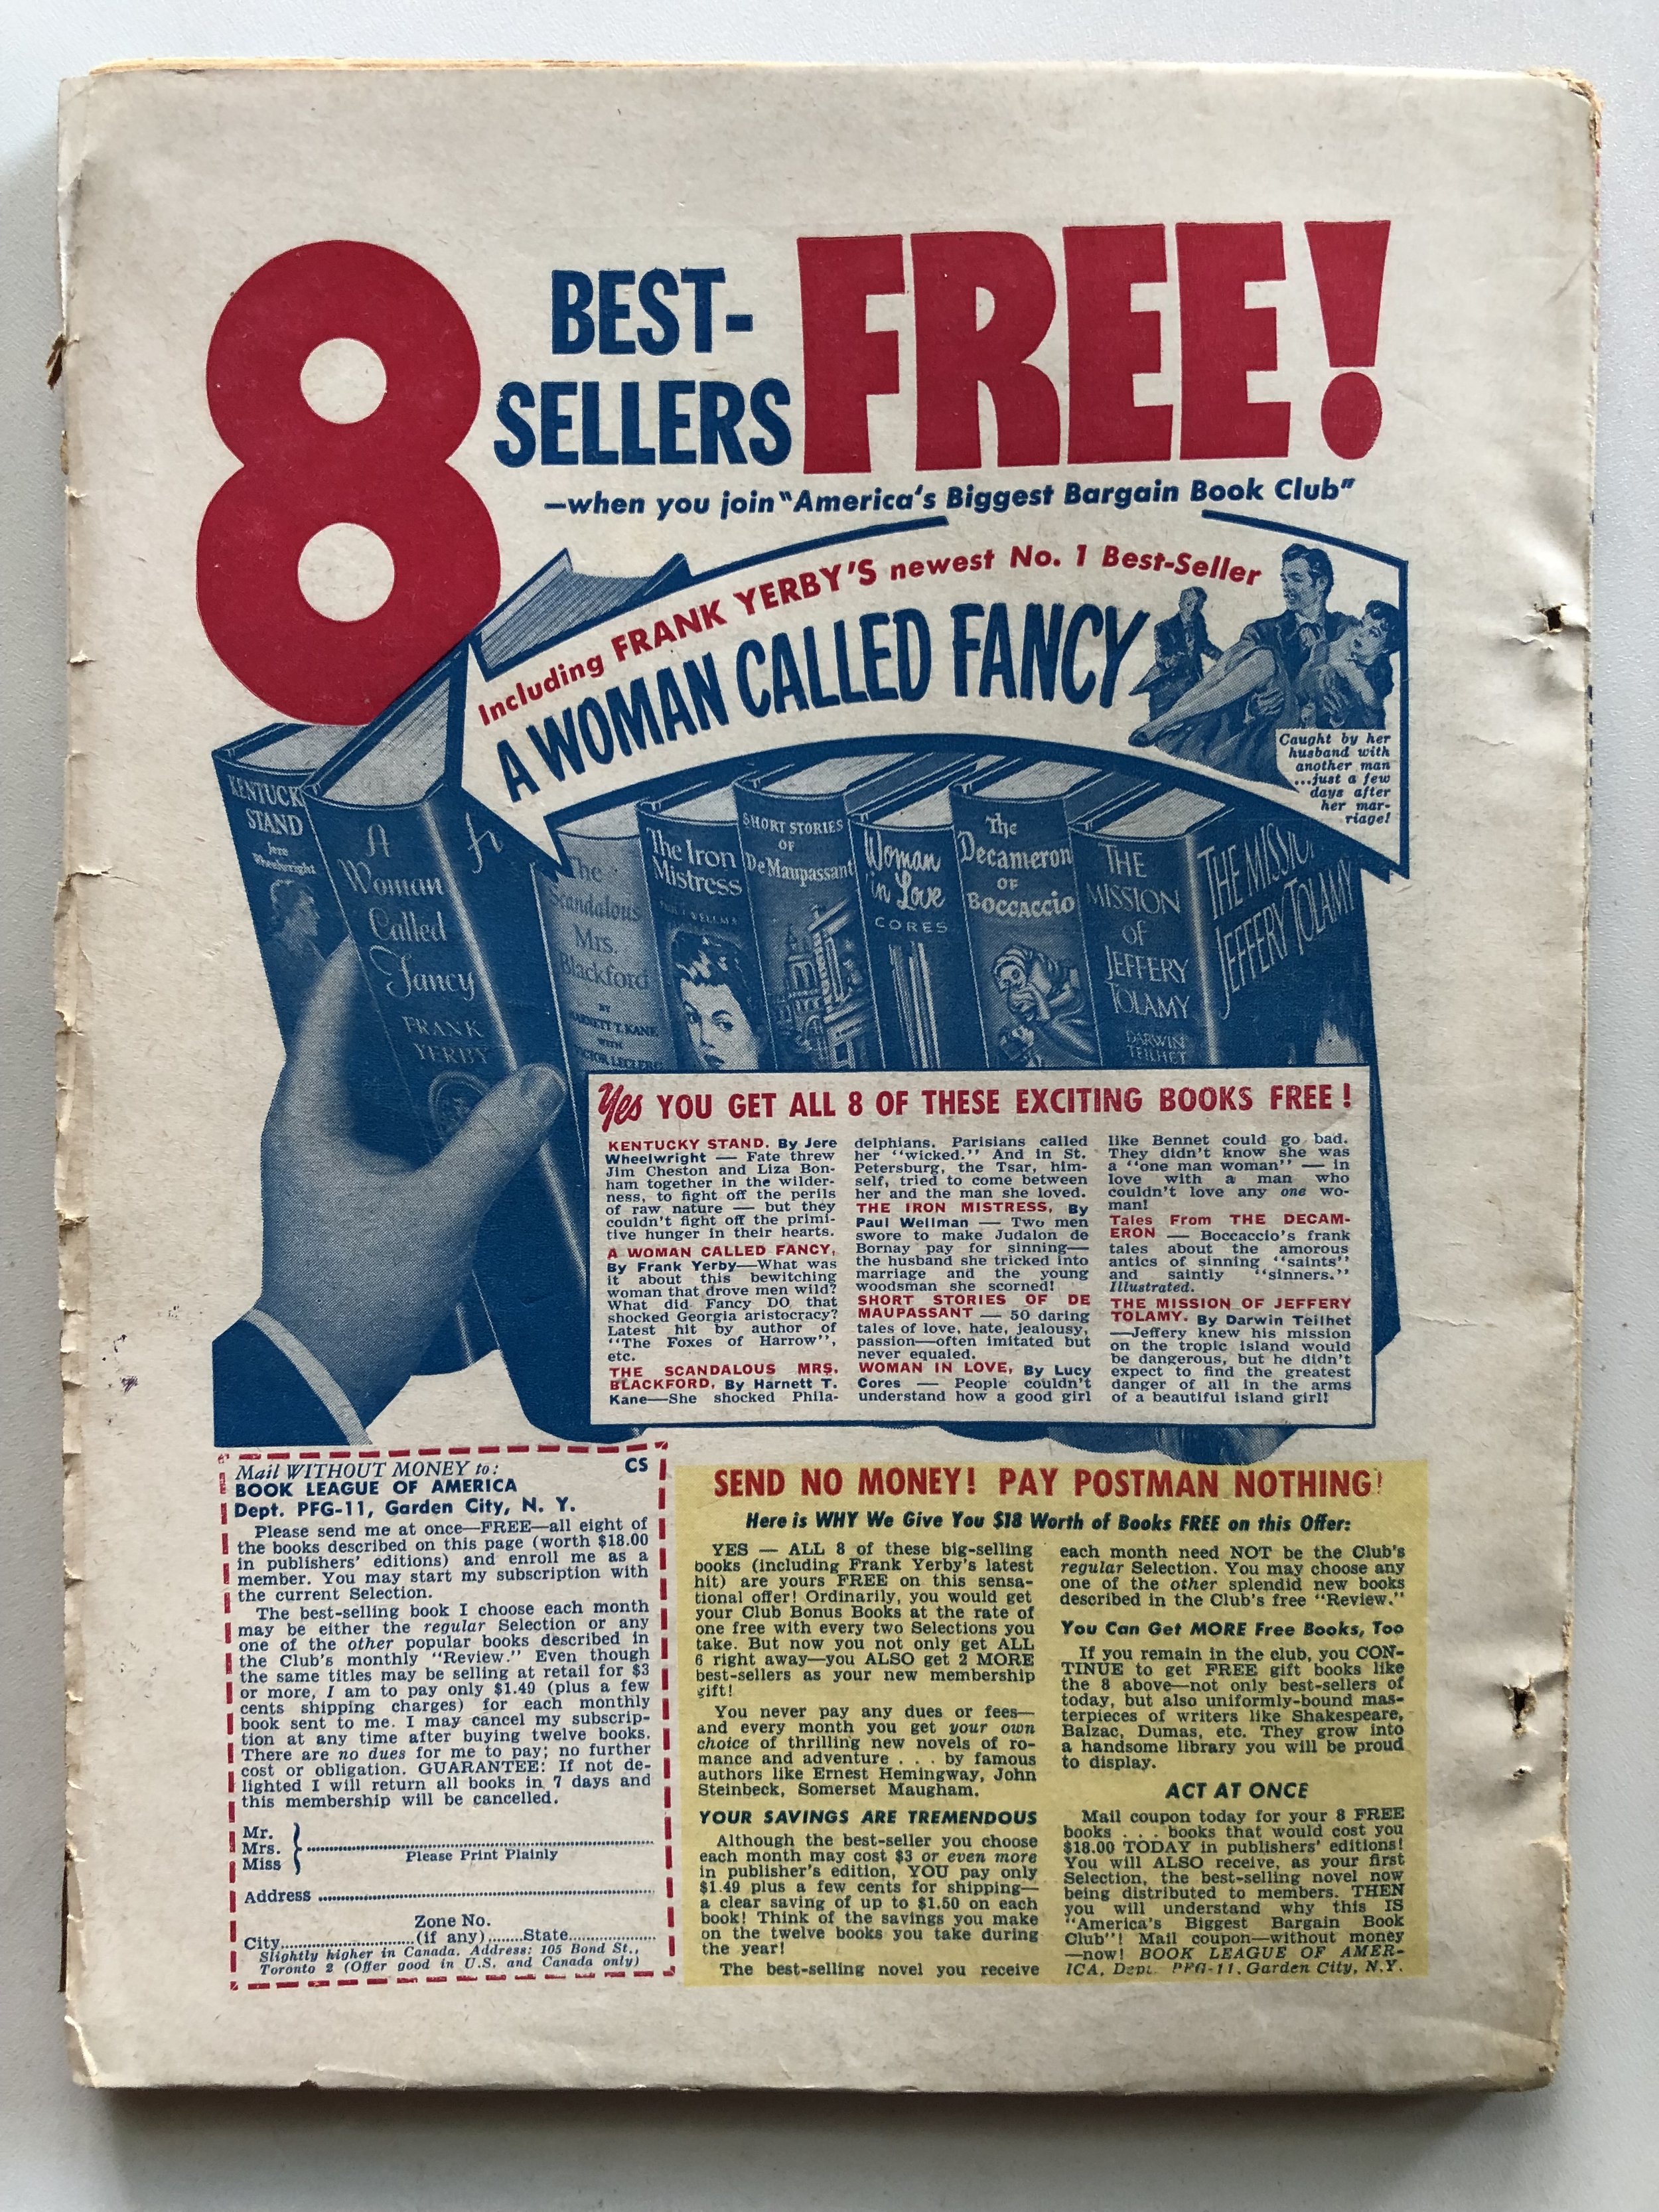 8
BEST-
SELLERS
FREE!
—when you join "America's Biggest Bargain Book Club"
Including FRANK YERBY'S newest No. 1 Best-Seller
A WOMAN CALLED FANCY
Caught by her
husband with
another man
...just a few
days after
her mar-
riage!
KENTUCK
STAND
Jere
Wheelwright
A
Woman
Called
Fancy
FRANK
YERBY
The
Scandalous
Mrs.
Blackford
BY
HARNETT T. KANE
WITH
The Iron
Mistress
PAUL I. WELLMAN
SHORT STORIES
OF
De Maupassant
Woman
in Love
CORES
The
Decameron
OF
BOCCACCIO
THE
MISSION
OF
JEFFERY
TOLAMY
DARWIN
TEILHET
THE MISSION
JEFFERY TOLAMY
Yes YOU GET ALL 8 OF THESE EXCITING BOOKS FREE!
KENTUCKY STAND. By Jere
Wheelwright — Fate threw
Jim Cheston and Liza Bon-
ham together in the wilder-
ness, to fight off the perils
of raw nature — but they
couldn't fight off the primi-
tive hunger in their hearts.
A WOMAN CALLED FANCY,
By Frank Yerby—What was
it about this bewitching
woman that drove men wild?
What did Fancy DO that
shocked Georgia aristocracy?
Latest hit by author of
"The Foxes of Harrow",
etc.
THE SCANDALOUS MRS.
BLACKFORD, By Harnett T.
Kane—She shocked Phila-
delphians. Parisians called
her "wicked." And in St.
Petersburg, the Tsar, him-
self, tried to come between
her and the man she loved.
THE IRON MISTRESS, By
Paul Wellman — Two men
swore to make Judalon de
Bornay pay for sinning—
the husband she tricked into
marriage and the young
woodsman she scorned!
SHORT STORIES OF DE
MAUPASSANT — 50 daring
tales of love, hate, jealousy,
passion—often imitated but
never equaled.
WOMAN IN LOVE, By Lucy
Cores — People couldn't
understand how a good girl
like Bennet could go bad.
They didn't know she was
a "one man woman" — in
love with a man who
couldn't love any one wo-
man!
Tales From THE DECAM-
ERON — Boccaccio's frank
tales about the amorous
antics of sinning "saints"
and saintly "sinners."
Illustrated.
THE MISSION OF JEFFERY
TOLAMY. By Darwin Teilhet
—Jeffery knew his mission
on the tropic island would
be dangerous, but he didn't
expect to find the greatest
danger of all in the arms
of a beautiful island girl!
Mail WITHOUT MONEY to: CS
BOOK LEAGUE OF AMERICA
Dept. PFG-11, Garden City, N. Y.
Please send me at once—FREE—all eight of
the books described on this page (worth $18.00
in publishers' editions) and enroll me as a
member. You may start my subscription with
the current Selection.
The best-selling book I choose each month
may be either the regular Selection or any
one of the other popular books described in
the Club's monthly "Review." Even though
the same titles may be selling at retail for $3
or more, I am to pay only $1.49 (plus a few
cents shipping charges) for each monthly
book sent to me. I may cancel my subscrip-
tion at any time after buying twelve books.
There are no dues for me to pay; no further
cost or obligation. GUARANTEE: If not de-
lighted I will return all books in 7 days and
this membership will be cancelled.
Mr.
Mrs.
Miss
Please Print Plainly
Address
Zone No.
City..........(if any)......State..........
Slightly higher in Canada. Address: 105 Bond St.,
Toronto 2 (Offer good in U.S. and Canada only)
SEND NO MONEY! PAY POSTMAN NOTHING!
Here is WHY We Give You $18 Worth of Books FREE on this Offer:
YES — ALL 8 of these big-selling
books (including Frank Yerby's latest
hit) are yours FREE on this sensa-
tional offer! Ordinarily, you would get
your Club Bonus Books at the rate of
one free with every two Selections you
take. But now you not only get ALL
6 right away—you ALSO get 2 MORE
best-sellers as your new membership
gift!
You never pay any dues or fees—
and every month you get your own
choice of thrilling new novels of ro-
mance and adventure . . . by famous
authors like Ernest Hemingway, John
Steinbeck, Somerset Maugham.
YOUR SAVINGS ARE TREMENDOUS
Although the best-seller you choose
each month may cost $3 or even more
in publisher's edition, YOU pay only
$1.49 plus a few cents for shipping—
a clear saving of up to $1.50 on each
book! Think of the savings you make
on the twelve books you take during
the year!
The best-selling novel you receive
each month need NOT be the Club's
regular Selection. You may choose any
one of the other splendid new books
described in the Club's free "Review."
You Can Get MORE Free Books, Too
If you remain in the club, you CON-
TINUE to get FREE gift books like
the 8 above—not only best-sellers of
today, but also uniformly-bound mas-
terpieces of writers like Shakespeare,
Balzac, Dumas, etc. They grow into
a handsome library you will be proud
to display.
ACT AT ONCE
Mail coupon today for your 8 FREE
books . . . books that would cost you
$18.00 TODAY in publishers' editions!
You will ALSO receive, as your first
Selection, the best-selling novel now
being distributed to members. THEN
you will understand why this IS
"America's Biggest Bargain Book
Club"! Mail coupon—without money
—now! BOOK LEAGUE OF AMER-
ICA, Dept. PFG-11, Garden City, N.Y.